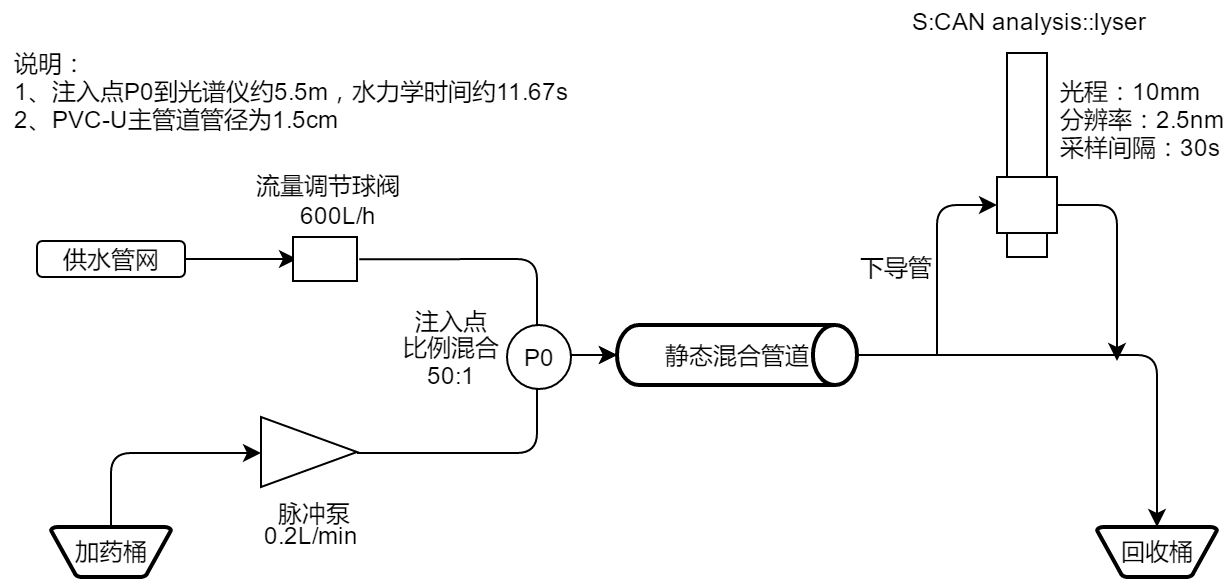 S:CAN analysis::lyser
说明：
1、注入点P0到光谱仪约5.5m，水力学时间约11.67s
2、PVC-U主管道管径为1.5cm
光程：10mm
分辨率：2.5nm
采样间隔：30s
流量调节球阀
600L/h
供水管网
下导管
注入点
比例混合
50:1
P0
静态混合管道
脉冲泵
0.2L/min
加药桶
回收桶